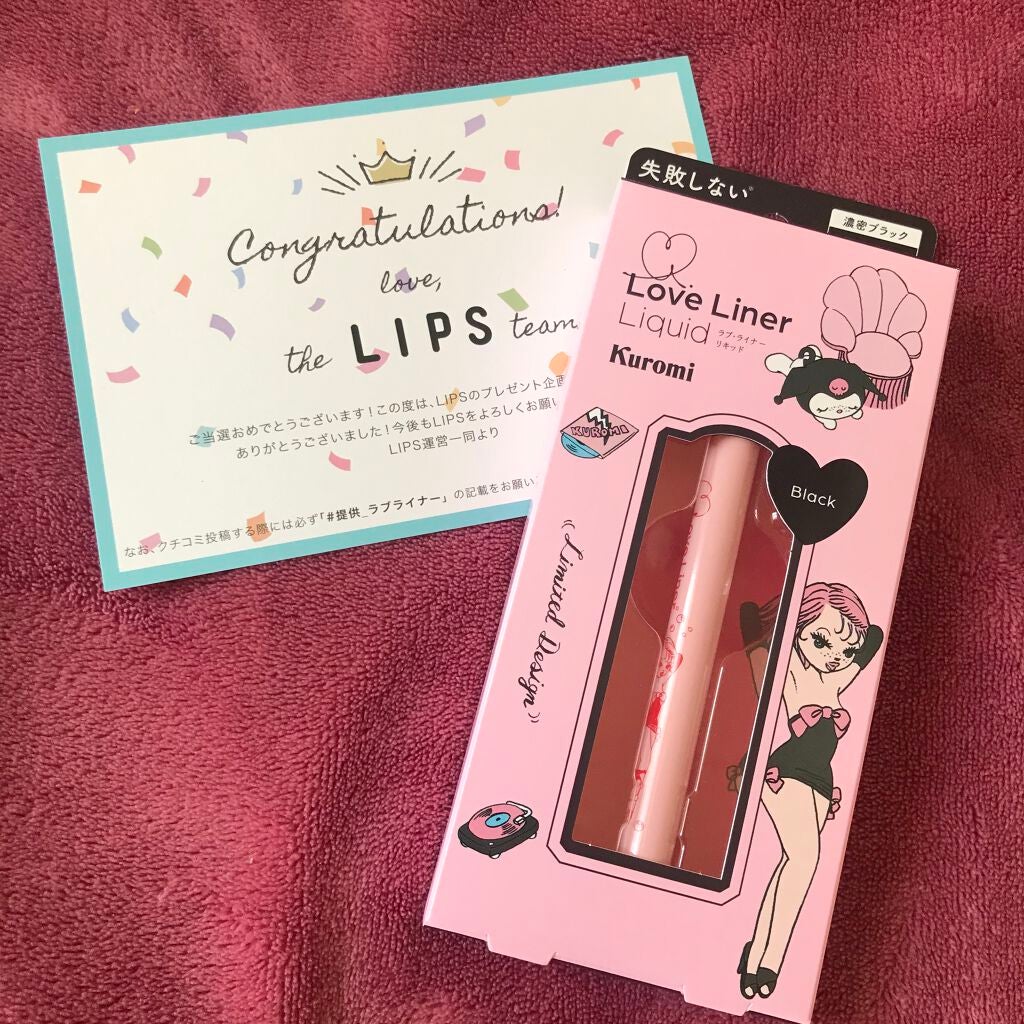 Congratulations!
love,
the LIPS team
ご当選おめでとうございます！この度は、LIPSのプレゼント企画
ありがとうございました！今後もLIPSをよろしくお願い
LIPS運営一同より
なお、クチコミ投稿する際には必ず「#提供_ラブライナー」の記載をお願い
失敗しない®
濃密ブラック
Love Liner
Liquid ラブ・ライナー
リキッド
Kuromi
KUROMI
Black
"Limited Design"